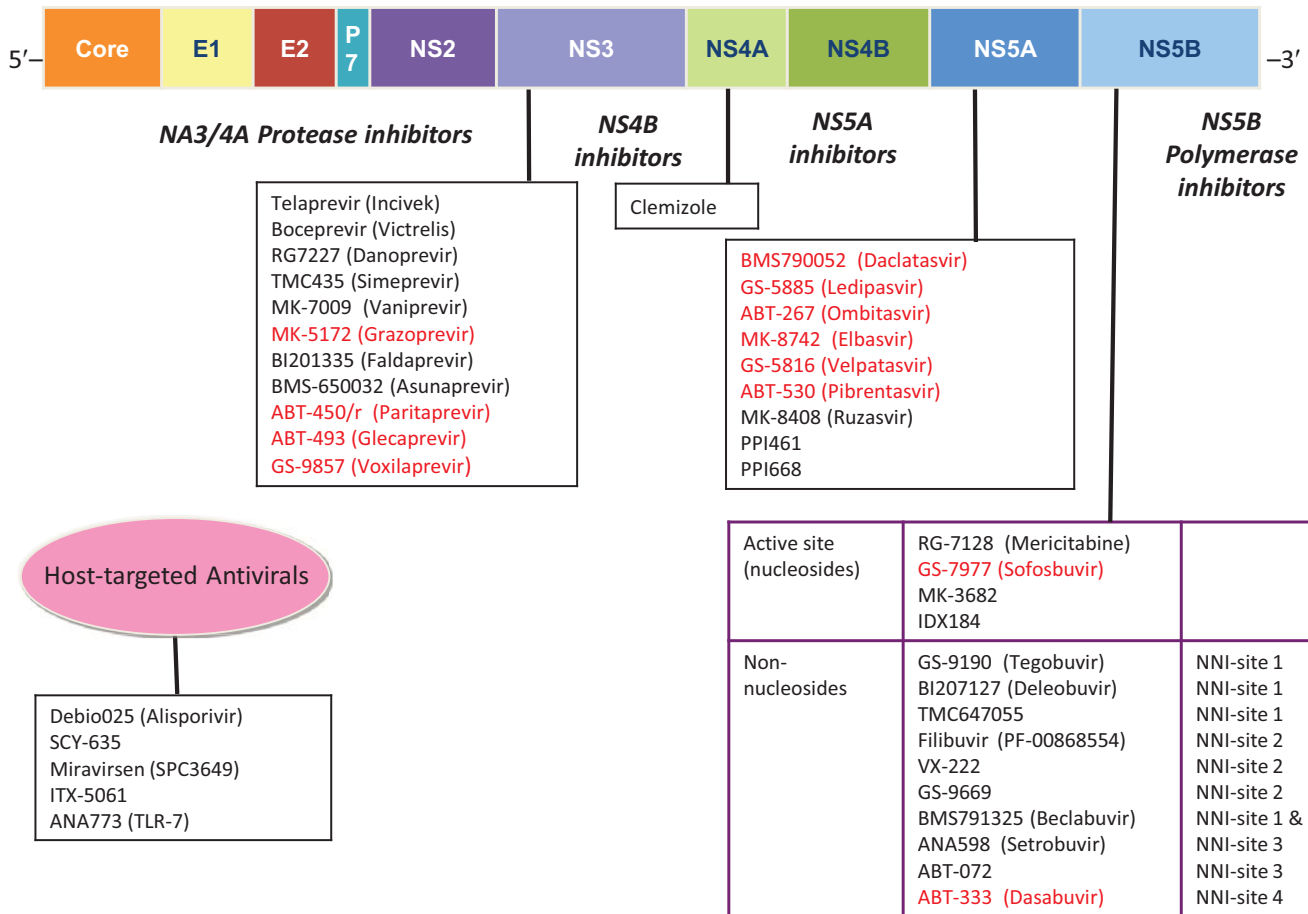 5′–
Core
E1
E2
P
7
NS2
NS3
NS4A
NS4B
NS5A
NS5B
–3′
NA3/4A Protease inhibitors
NS4B
inhibitors
NS5A
inhibitors
NS5B
Polymerase
inhibitors
Telaprevir (Incivek)
Boceprevir (Victrelis)
RG7227 (Danoprevir)
TMC435 (Simeprevir)
MK-7009 (Vaniprevir)
MK-5172 (Grazoprevir)
BI201335 (Faldaprevir)
BMS-650032 (Asunaprevir)
ABT-450/r (Paritaprevir)
ABT-493 (Glecaprevir)
GS-9857 (Voxilaprevir)
Clemizole
BMS790052 (Daclatasvir)
GS-5885 (Ledipasvir)
ABT-267 (Ombitasvir)
MK-8742 (Elbasvir)
GS-5816 (Velpatasvir)
ABT-530 (Pibrentasvir)
MK-8408 (Ruzasvir)
PPI461
PPI668
Host-targeted Antivirals
Debio025 (Alisporivir)
SCY-635
Miravirsen (SPC3649)
ITX-5061
ANA773 (TLR-7)
Active site
(nucleosides)
RG-7128 (Mericitabine)
GS-7977 (Sofosbuvir)
MK-3682
IDX184
Non-
nucleosides
GS-9190 (Tegobuvir) NNI-site 1
BI207127 (Deleobuvir) NNI-site 1
TMC647055 NNI-site 1
Filibuvir (PF-00868554) NNI-site 2
VX-222 NNI-site 2
GS-9669 NNI-site 2
BMS791325 (Beclabuvir) NNI-site 1 &
ANA598 (Setrobuvir) NNI-site 3
ABT-072 NNI-site 3
ABT-333 (Dasabuvir) NNI-site 4